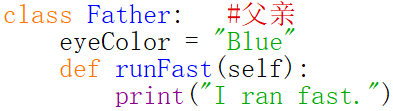 class Father:   #父亲
    eyeColor = "Blue"
    def runFast(self):
        print("I ran fast.")